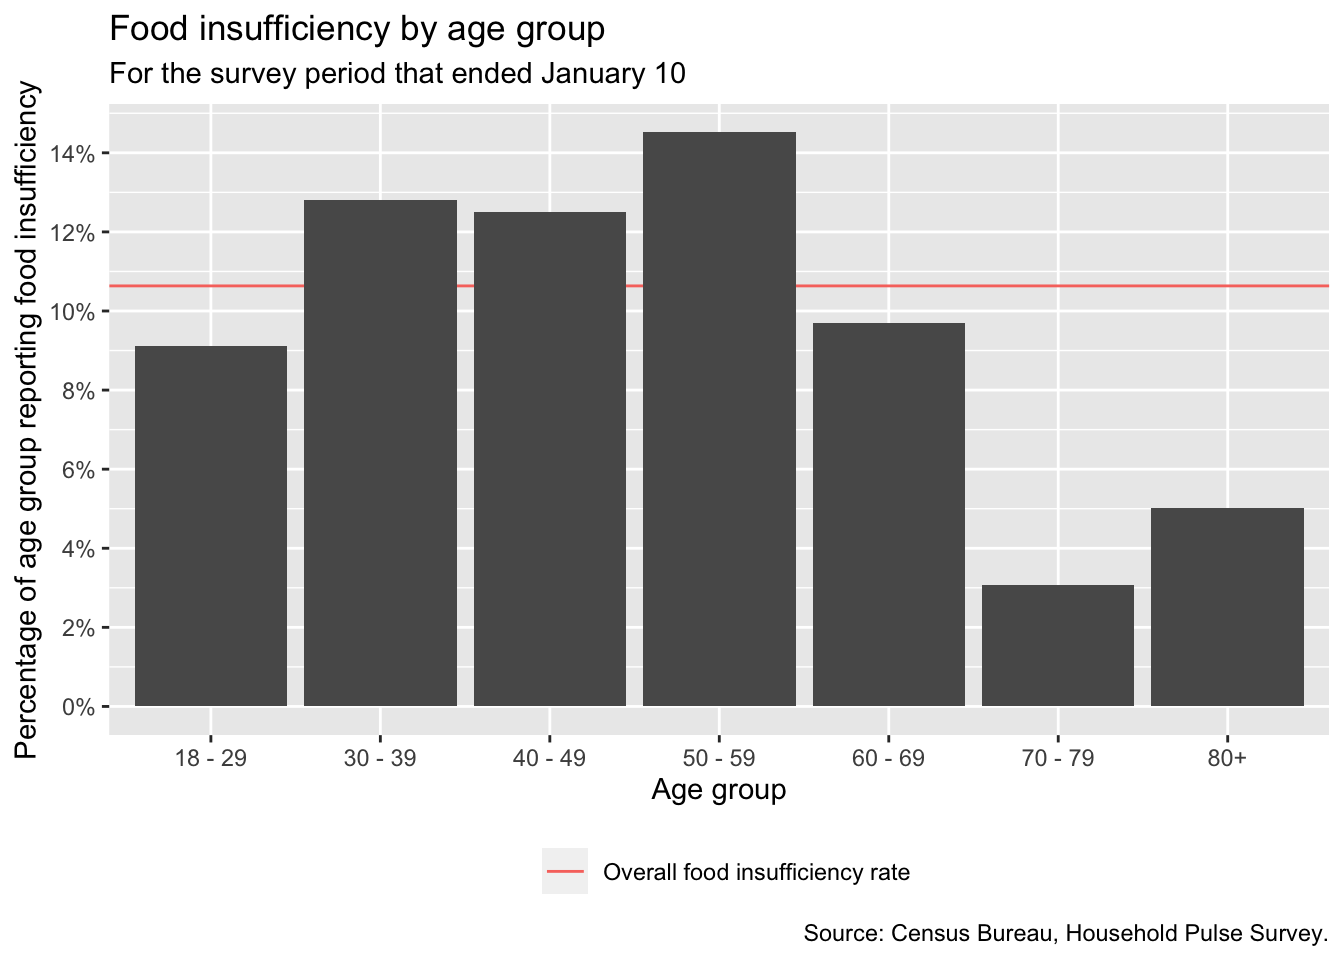 Food insufficiency by age group
For the survey period that ended January 10
Percentage of age group reporting food insufficiency
14%
12%
10%
8%
6%
4%
2%
0%
18 - 29
30 - 39
40 - 49
50 - 59
60 - 69
70 - 79
80+
Age group
Overall food insufficiency rate
Source: Census Bureau, Household Pulse Survey.